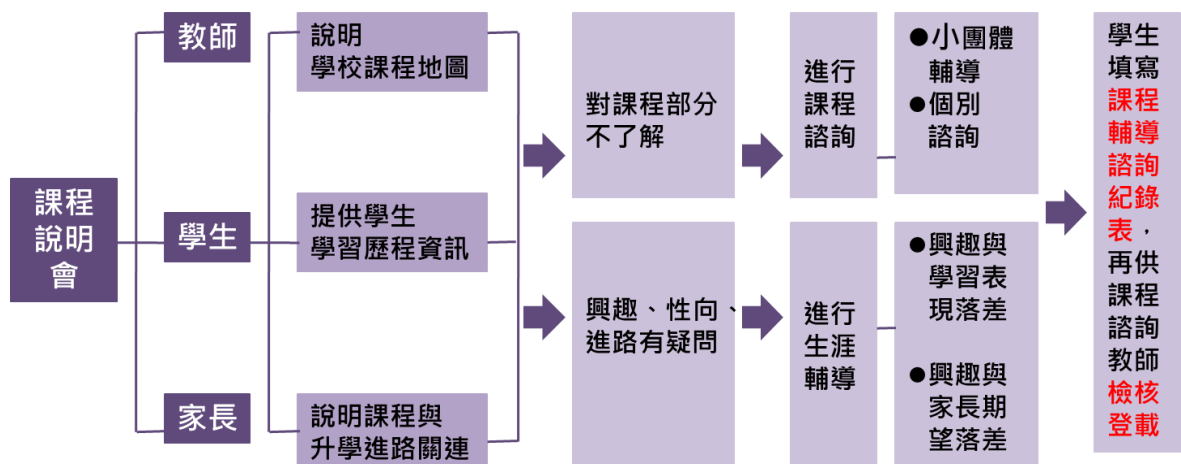 課程
說明
會
教師
學生
家長
說明
學校課程地圖
提供學生
學習歷程資訊
說明課程與
升學進路關連
對課程部分
不了解
興趣、性向、
進路有疑問
進行
課程
諮詢
進行
生涯
輔導
●小團體
輔導
●個別
諮詢
●興趣與
學習表
現落差
●興趣與
家長期
望落差
學生
填寫
課程
輔導
諮詢
紀錄
表，
再供
課程
諮詢
教師
檢核
登載